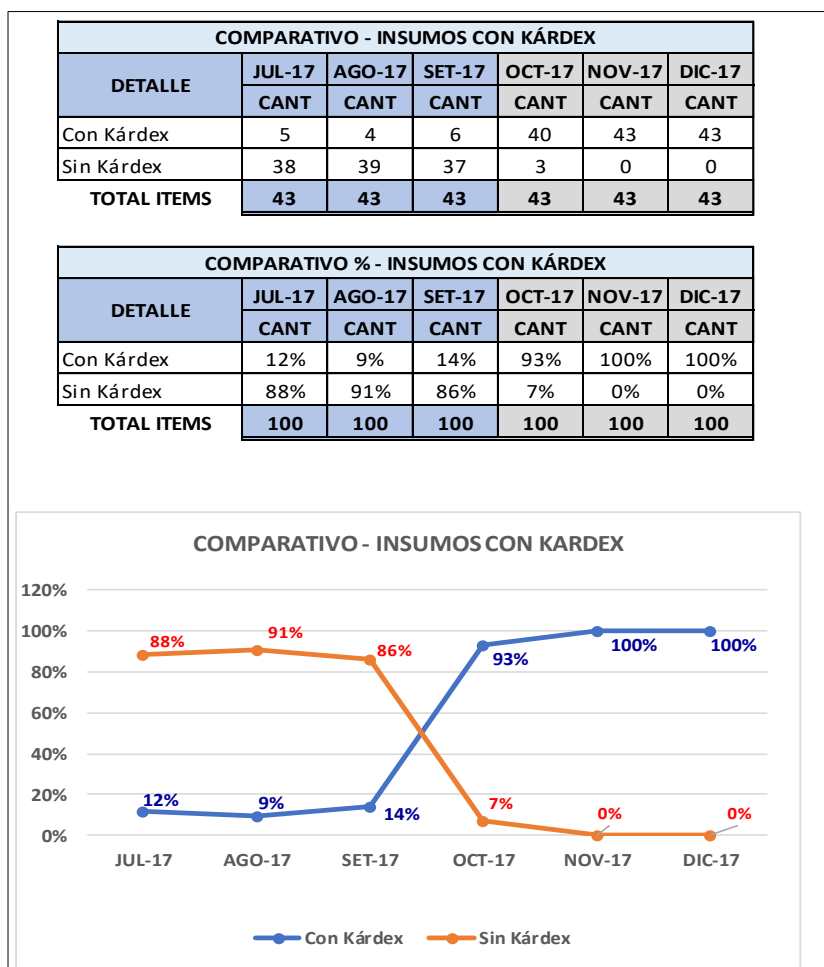 COMPARATIVO - INSUMOS CON KÁRDEX
DETALLE JUL-17 AGO-17 SET-17 OCT-17 NOV-17 DIC-17
CANT CANT CANT CANT CANT CANT
Con Kárdex 5 4 6 40 43 43
Sin Kárdex 38 39 37 3 0 0
TOTAL ITEMS 43 43 43 43 43 43
COMPARATIVO % - INSUMOS CON KÁRDEX
DETALLE JUL-17 AGO-17 SET-17 OCT-17 NOV-17 DIC-17
CANT CANT CANT CANT CANT CANT
Con Kárdex 12% 9% 14% 93% 100% 100%
Sin Kárdex 88% 91% 86% 7% 0% 0%
TOTAL ITEMS 100 100 100 100 100 100
COMPARATIVO - INSUMOS CON KARDEX
120%
100%
80%
60%
40%
20%
0%
88% 91% 86% 7% 0% 0%
12% 9% 14% 93% 100% 100%
JUL-17 AGO-17 SET-17 OCT-17 NOV-17 DIC-17
Con Kárdex Sin Kárdex